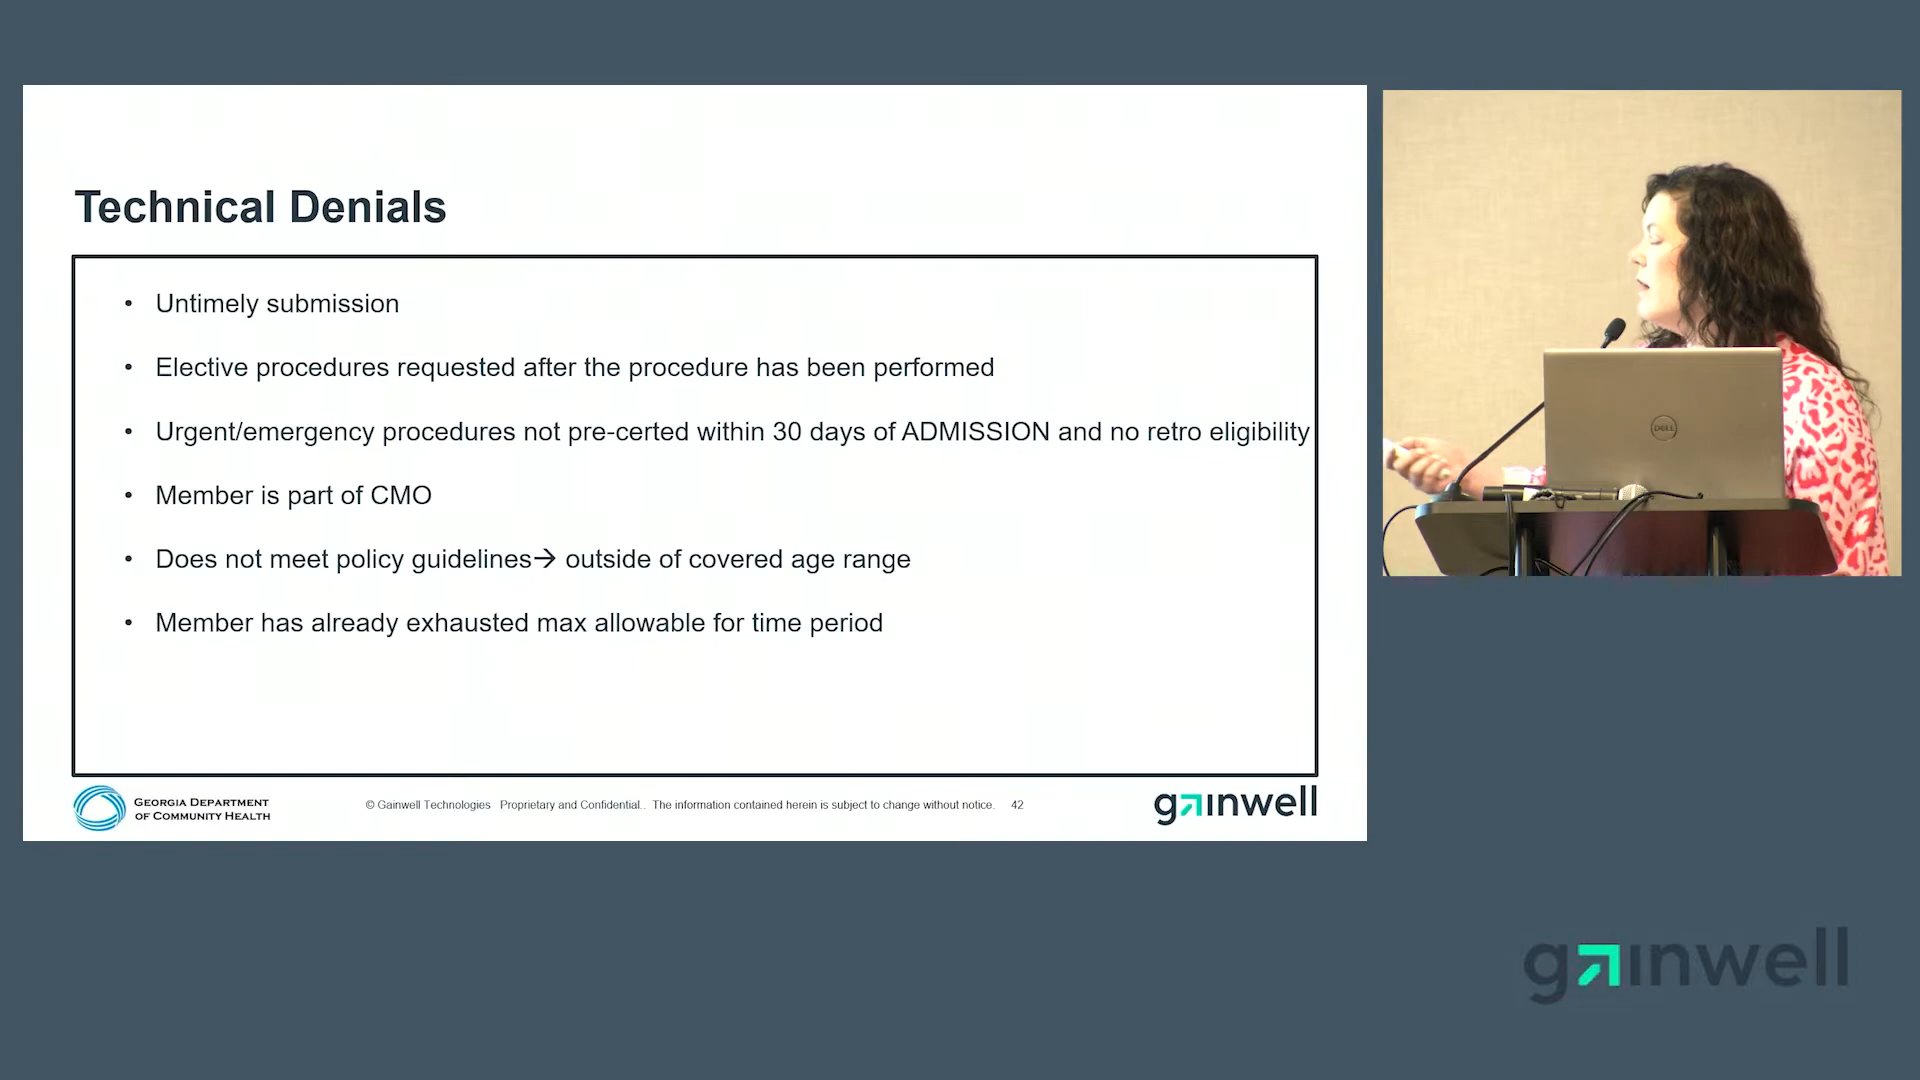 Technical Denials
• Untimely submission
• Elective procedures requested after the procedure has been performed
• Urgent/emergency procedures not pre-certed within 30 days of ADMISSION and no retro eligibility
• Member is part of CMO
• Does not meet policy guidelines→ outside of covered age range
• Member has already exhausted max allowable for time period
GEORGIA DEPARTMENT
OF COMMUNITY HEALTH
© Gainwell Technologies Proprietary and Confidential.. The information contained herein is subject to change without notice. 42
gainwell
DELL
gainwell